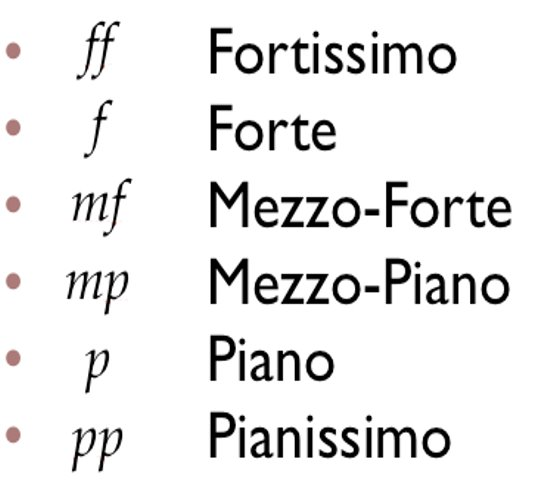 • ff Fortissimo
• f Forte
• mf Mezzo-Forte
• mp Mezzo-Piano
• p Piano
• pp Pianissimo